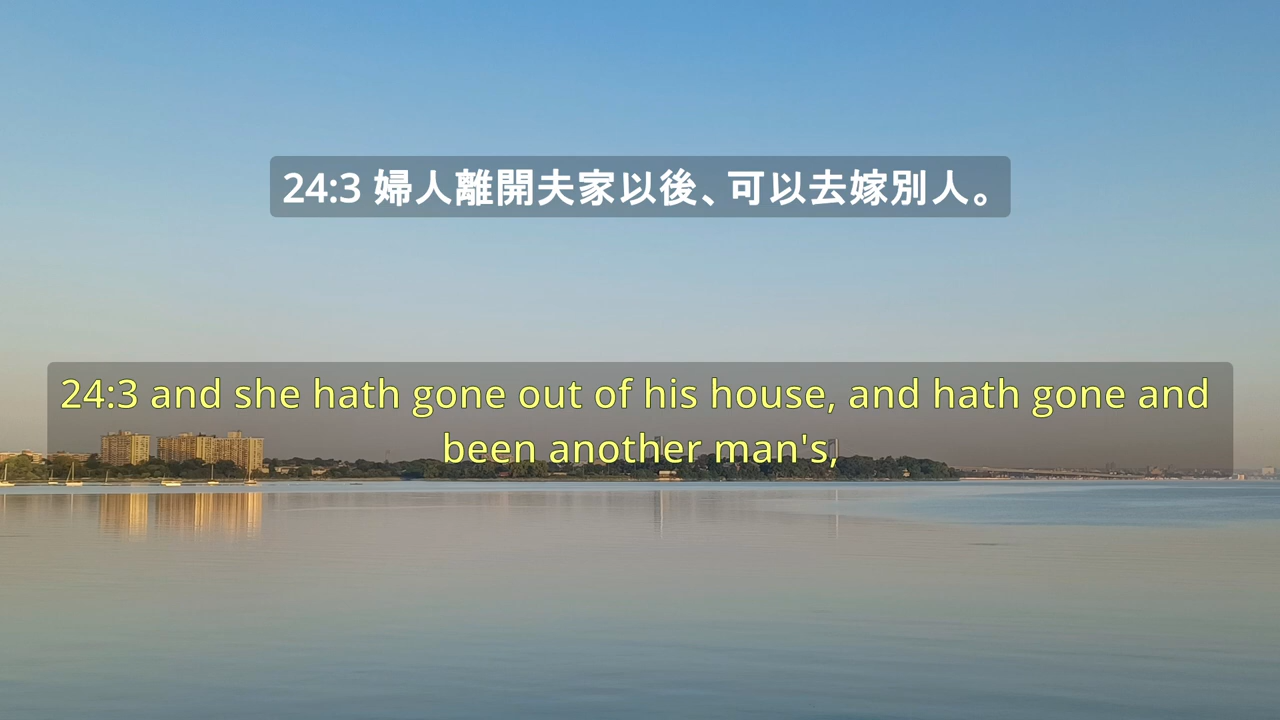 24:3 婦人離開夫家以後、可以去嫁別人。
24:3 and she hath gone out of his house, and hath gone and
been another man's,